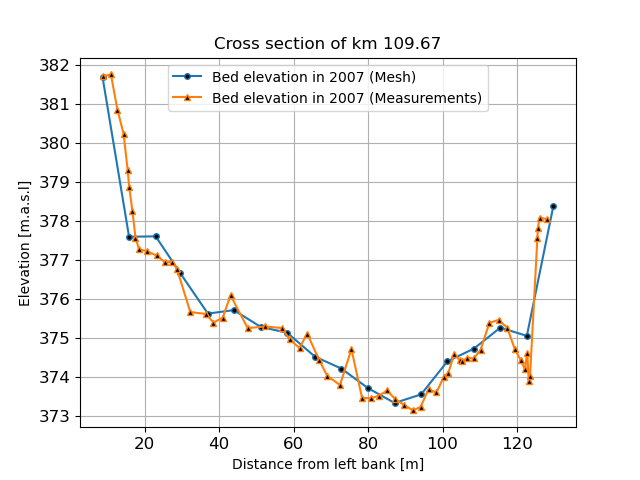 Cross section of km 109.67
Bed elevation in 2007 (Mesh)
Bed elevation in 2007 (Measurements)
Elevation [m.a.s.l]
382
381
380
379
378
377
376
375
374
373
20 40 60 80 100 120
Distance from left bank [m]